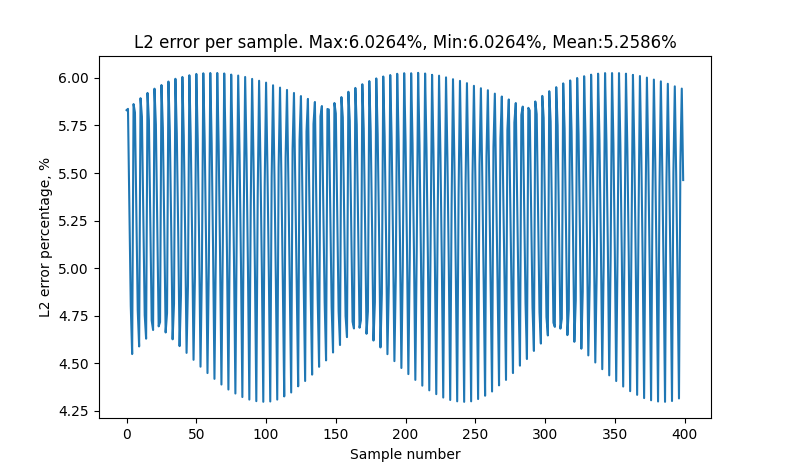 L2 error per sample. Max:6.0264%, Min:6.0264%, Mean:5.2586%
L2 error percentage, %
6.00
5.75
5.50
5.25
5.00
4.75
4.50
4.25
0 50 100 150 200 250 300 350 400
Sample number